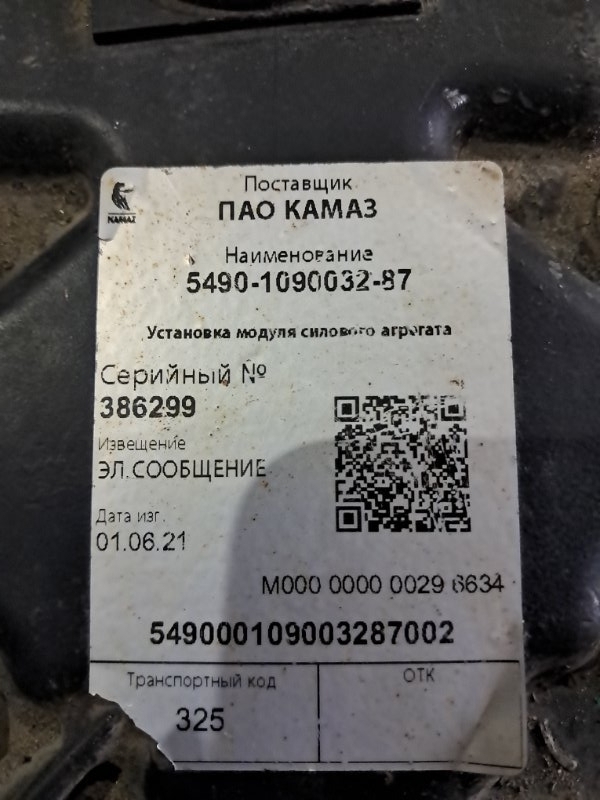 KAMAZ
Поставщик
ПАО КАМАЗ
Наименование
5490-1090032-87
Установка модуля силового агрегата
Серийный №
386299
Извещение
ЭЛ.СООБЩЕНИЕ
Дата изг.
01.06.21
М000 0000 0029 6634
549000109003287002
Транспортный код
ОТК
325